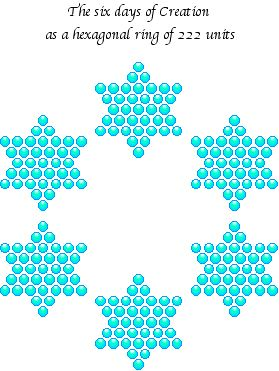 The six days of Creation
as a hexagonal ring of 222 units